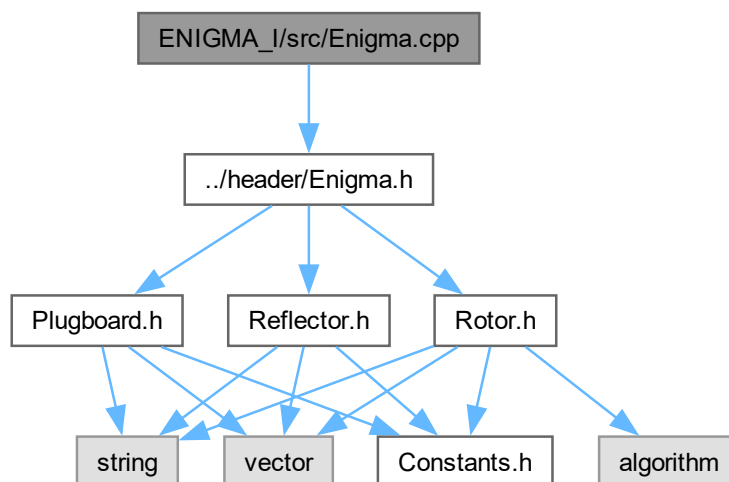 ENIGMA_I/src/Enigma.cpp
../header/Enigma.h
Plugboard.h
Reflector.h
Rotor.h
string
vector
Constants.h
algorithm